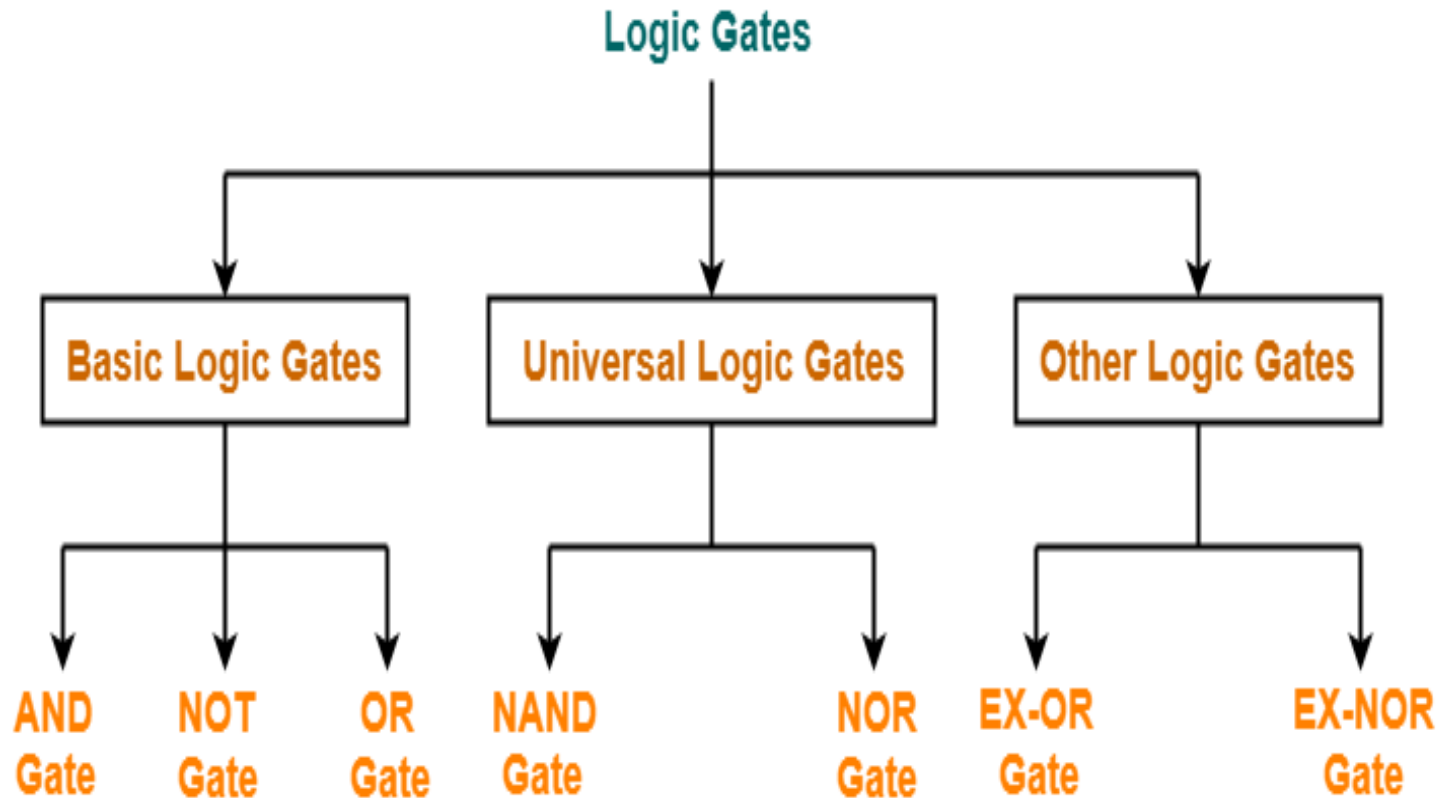 Logic Gates
Basic Logic Gates
Universal Logic Gates
Other Logic Gates
AND
Gate
NOT
Gate
OR
Gate
NAND
Gate
NOR
Gate
EX-OR
Gate
EX-NOR
Gate